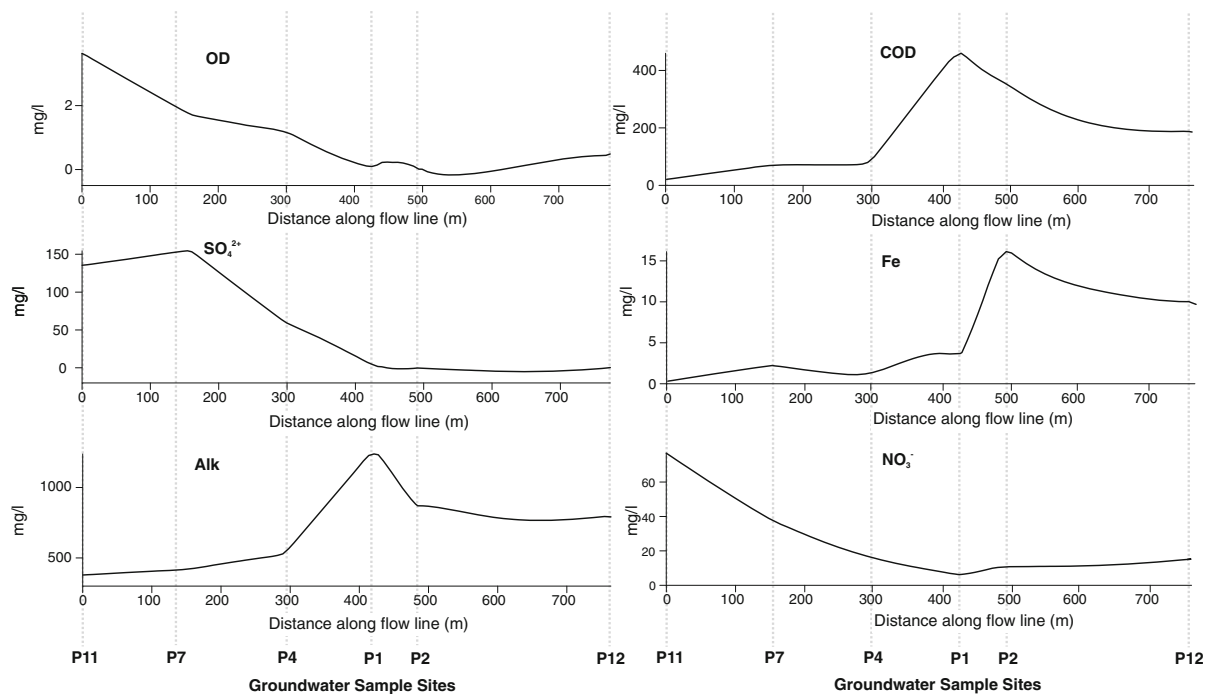 OD
mg/l
2
0
0 100 200 300 400 500 600 700
Distance along flow line (m)
SO₄²⁺
mg/l
150
100
50
0
0 100 200 300 400 500 600 700
Distance along flow line (m)
Alk
mg/l
1000
500
0 100 200 300 400 500 600 700
Distance along flow line (m)
P11 P7 P4 P1 P2 P12
Groundwater Sample Sites
COD
mg/l
400
200
0
0 100 200 300 400 500 600 700
Distance along flow line (m)
Fe
mg/l
15
10
5
0
0 100 200 300 400 500 600 700
Distance along flow line (m)
NO₃⁻
mg/l
60
40
20
0
0 100 200 300 400 500 600 700
Distance along flow line (m)
P11 P7 P4 P1 P2 P12
Groundwater Sample Sites